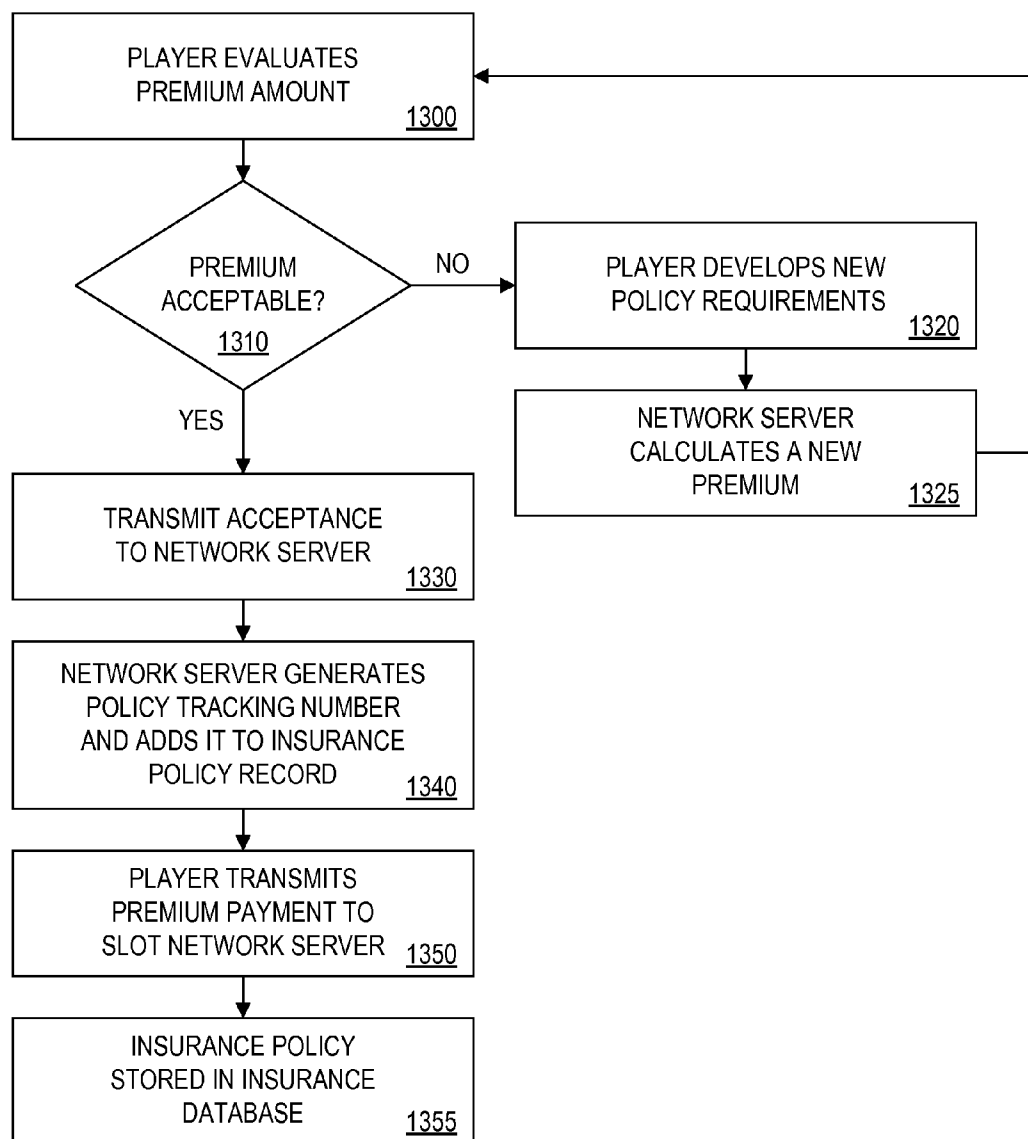 PLAYER EVALUATES
PREMIUM AMOUNT
1300
PREMIUM
ACCEPTABLE?
1310
NO
PLAYER DEVELOPS NEW
POLICY REQUIREMENTS
1320
NETWORK SERVER
CALCULATES A NEW
PREMIUM
1325
YES
TRANSMIT ACCEPTANCE
TO NETWORK SERVER
1330
NETWORK SERVER GENERATES
POLICY TRACKING NUMBER
AND ADDS IT TO INSURANCE
POLICY RECORD
1340
PLAYER TRANSMITS
PREMIUM PAYMENT TO
SLOT NETWORK SERVER
1350
INSURANCE POLICY
STORED IN INSURANCE
DATABASE
1355